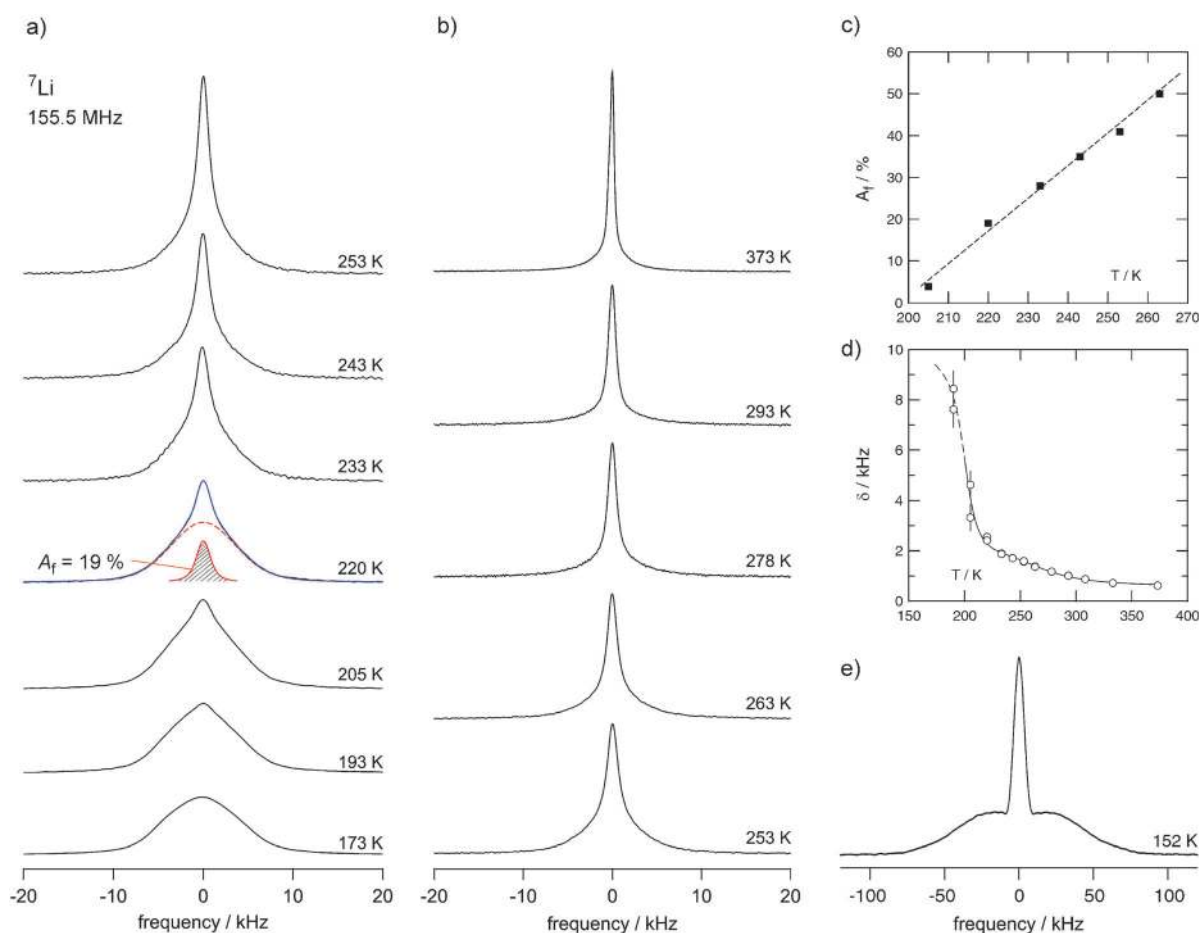 a)
⁷Li
155.5 MHz
253 K
243 K
233 K
A_f = 19 %
220 K
205 K
193 K
173 K
-20 -10 0 10 20
frequency / kHz
b)
373 K
293 K
278 K
263 K
253 K
-20 -10 0 10 20
frequency / kHz
c)
60
50
40
30
20
10
0
A_f / %
T / K
200 210 220 230 240 250 260 270
d)
10
8
6
4
2
0
δ / kHz
T / K
150 200 250 300 350 400
e)
152 K
-100 -50 0 50 100
frequency / kHz